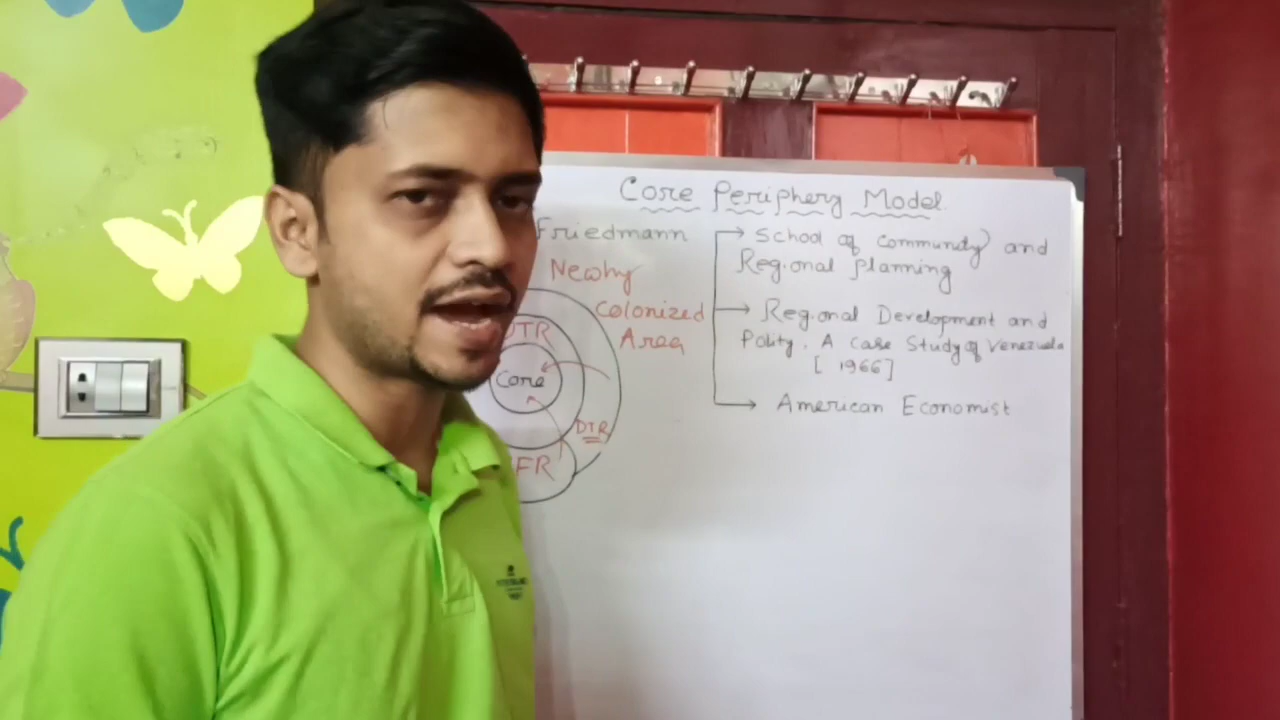 Core Periphery Model
Friedmann
School of Community and
Regional planning
Newly
Colonized
Area
Regional Development and
Polity. A Case Study of Venezuela
[ 1966]
UTR
Core
DTR
FR
American Economist